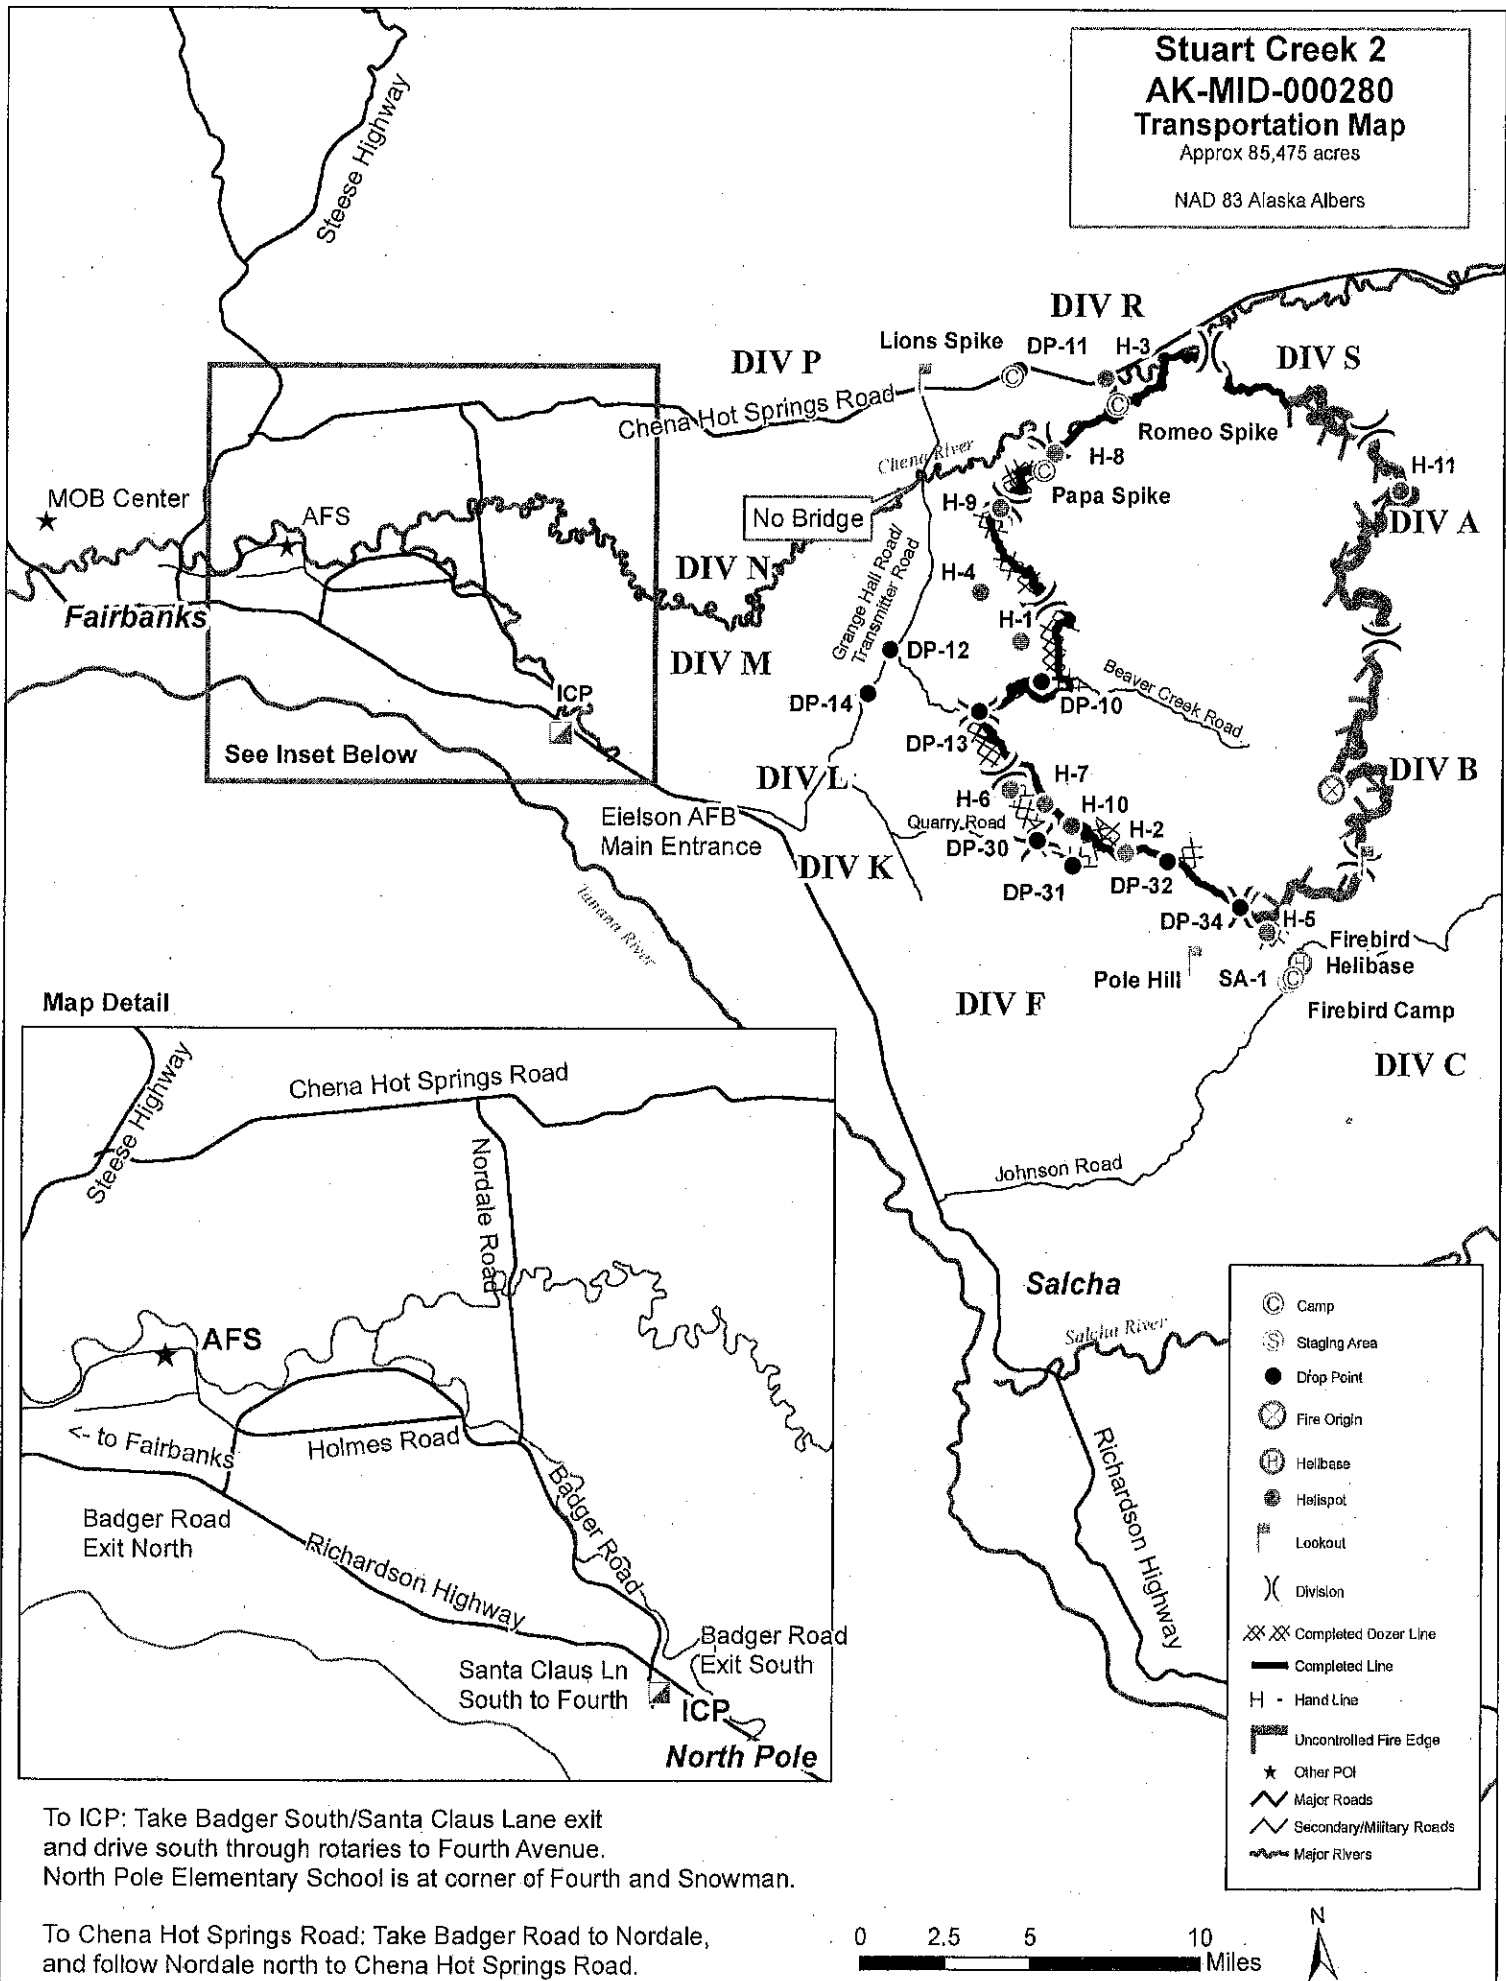 Stuart Creek 2
AK-MID-000280
Transportation Map
Approx 85,475 acres
NAD 83 Alaska Albers
Steese Highway
DIV R
Lions Spike
DP-11
H-3
DIV P
DIV S
Chena Hot Springs Road
Romeo Spike
Chena River
H-8
H-11
MOB Center
Papa Spike
AFS
H-9
No Bridge
DIV A
DIV N
H-4
Fairbanks
Grange Hall Road/
Transmitter Road
H-1
DP-12
DIV M
Beaver Creek Road
ICP
DP-14
DP-10
DP-13
See Inset Below
DIV L
H-7
DIV B
H-6
H-10
Eielson AFB
Main Entrance
Quarry Road
H-2
DP-30
DIV K
DP-31
DP-32
Tanana River
DP-34
H-5
Firebird
Helibase
Pole Hill
SA-1
Map Detail
DIV F
Firebird Camp
DIV C
Steese Highway
Chena Hot Springs Road
Nordale Road
Johnson Road
Salcha
Salcha River
AFS
<- to Fairbanks
Holmes Road
Badger Road
Badger Road
Exit North
Richardson Highway
Richardson Highway
Badger Road
Exit South
Santa Claus Ln
South to Fourth
ICP
North Pole
C Camp
S Staging Area
Drop Point
Fire Origin
H Helibase
Helispot
Lookout
Division
Completed Dozer Line
Completed Line
H - Hand Line
Uncontrolled Fire Edge
Other POI
Major Roads
Secondary/Military Roads
Major Rivers
To ICP: Take Badger South/Santa Claus Lane exit
and drive south through rotaries to Fourth Avenue.
North Pole Elementary School is at corner of Fourth and Snowman.
To Chena Hot Springs Road: Take Badger Road to Nordale,
and follow Nordale north to Chena Hot Springs Road.
0 2.5 5 10
Miles
N